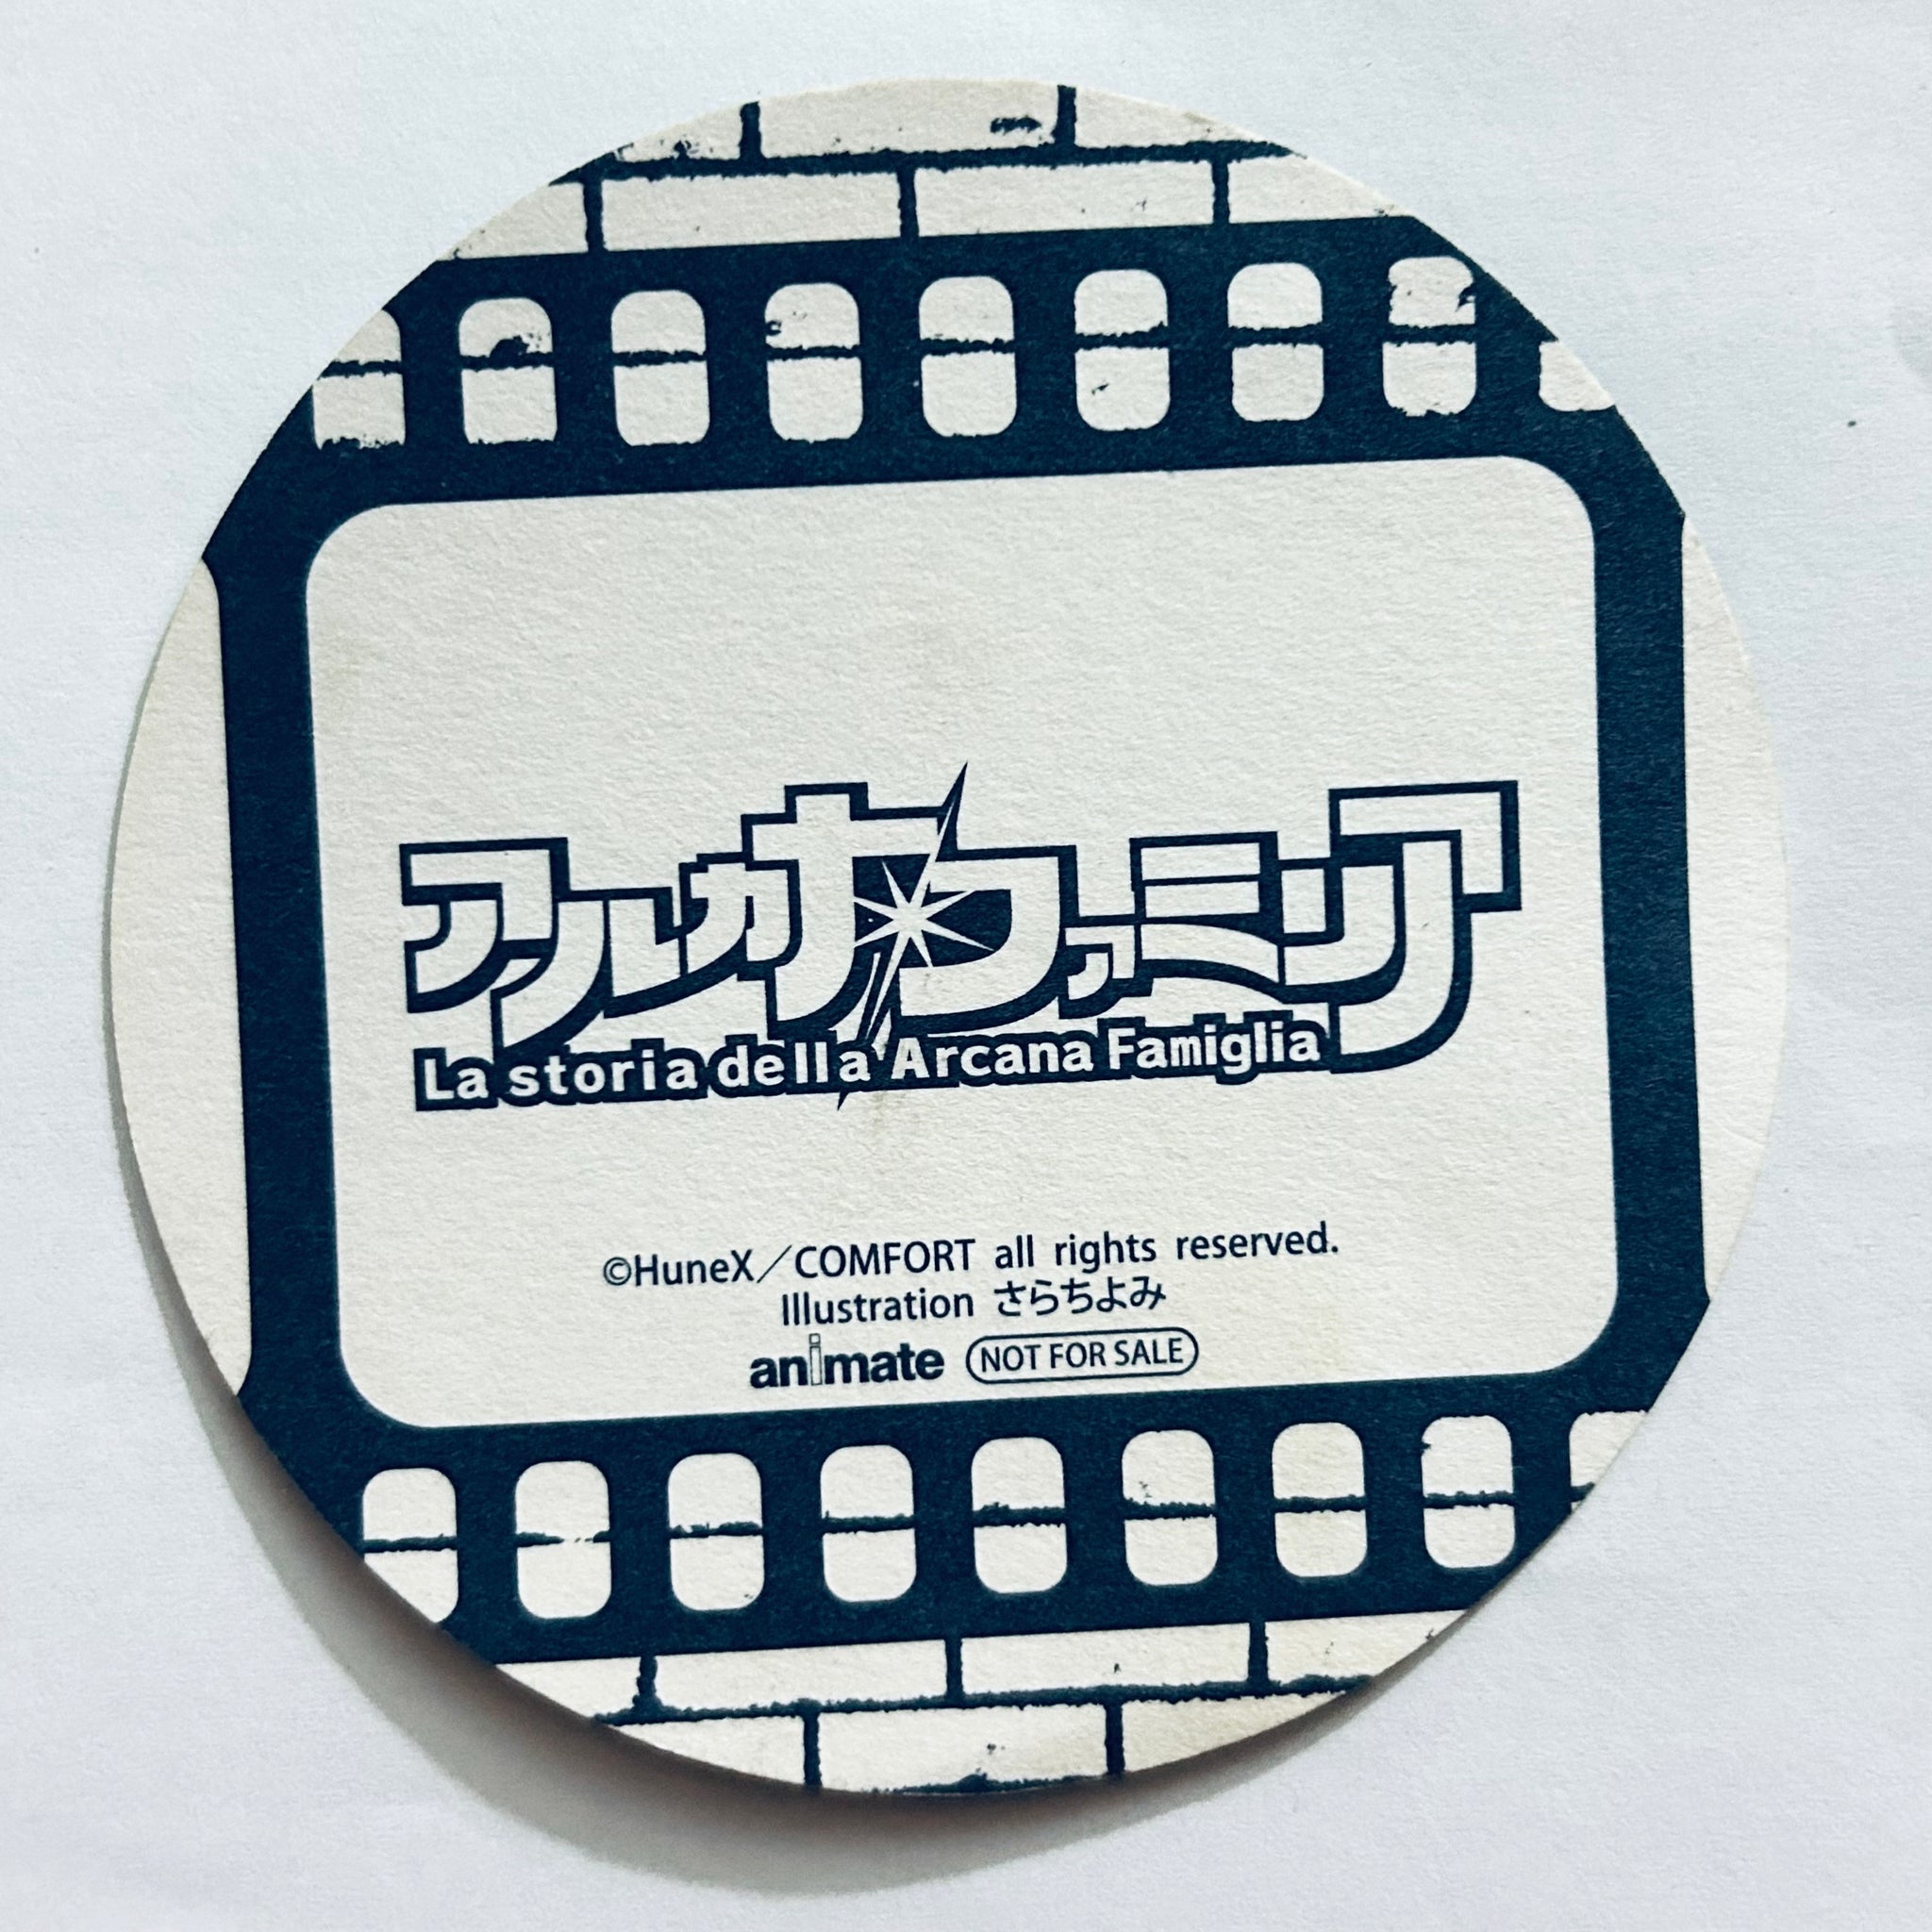 アルカナ・ファミリア
La storia della Arcana Famiglia
©HuneX／COMFORT all rights reserved.
Illustration さらちよみ
animate NOT FOR SALE